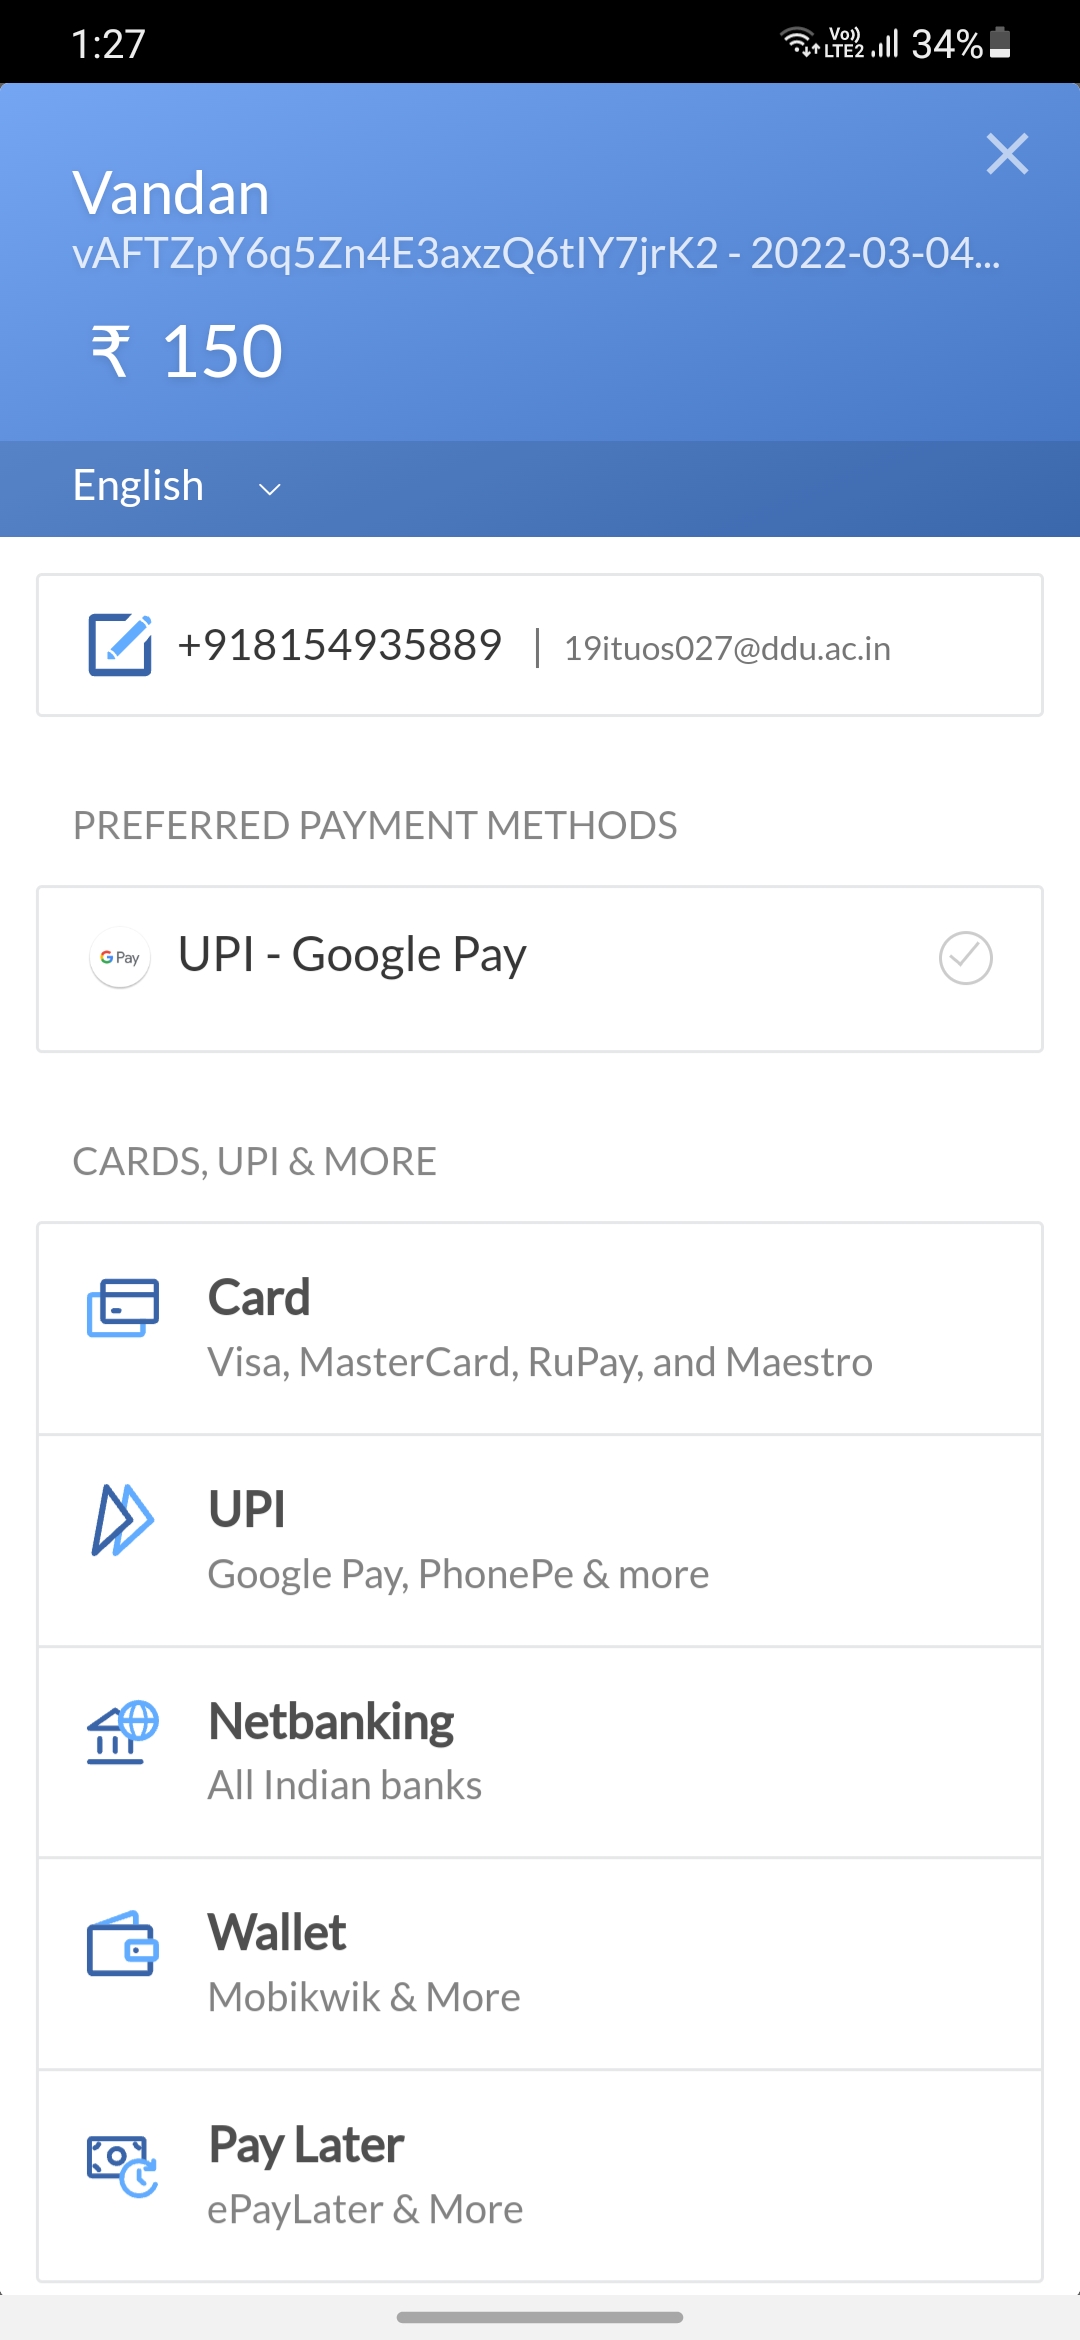 1:27
Vo)) LTE2 34%
Vandan
vAFTZpY6q5Zn4E3axzQ6tIY7jrK2 - 2022-03-04...
₹ 150
English
+918154935889 | 19ituos027@ddu.ac.in
PREFERRED PAYMENT METHODS
G Pay UPI - Google Pay
CARDS, UPI & MORE
Card
Visa, MasterCard, RuPay, and Maestro
UPI
Google Pay, PhonePe & more
Netbanking
All Indian banks
Wallet
Mobikwik & More
Pay Later
ePayLater & More